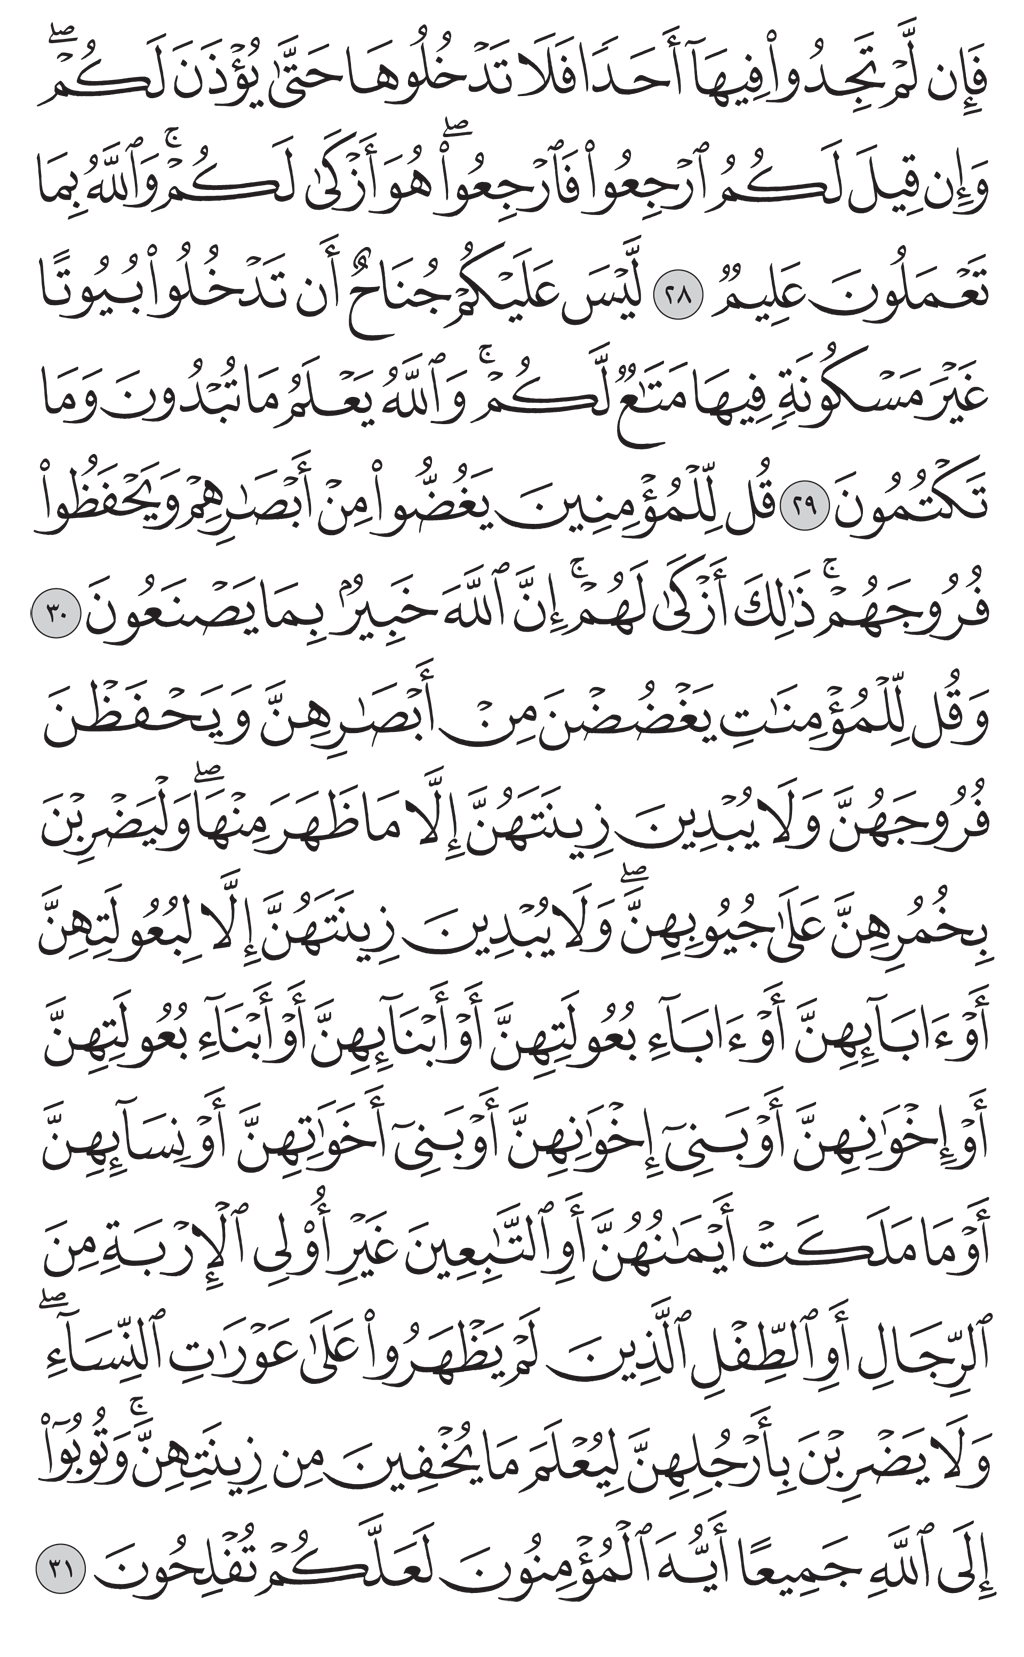 فَإِن لَّمْ تَجِدُوا۟ فِيهَآ أَحَدًا فَلَا تَدْخُلُوهَا حَتَّىٰ يُؤْذَنَ لَكُمْ ۖ
وَإِن قِيلَ لَكُمُ ٱرْجِعُوا۟ فَٱرْجِعُوا۟ ۖ هُوَ أَزْكَىٰ لَكُمْ ۚ وَٱللَّهُ بِمَا
تَعْمَلُونَ عَلِيمٌ ٢٨ لَّيْسَ عَلَيْكُمْ جُنَاحٌ أَن تَدْخُلُوا۟ بُيُوتًا
غَيْرَ مَسْكُونَةٍ فِيهَا مَتَـٰعٌ لَّكُمْ ۚ وَٱللَّهُ يَعْلَمُ مَا تُبْدُونَ وَمَا
تَكْتُمُونَ ٢٩ قُل لِّلْمُؤْمِنِينَ يَغُضُّوا۟ مِنْ أَبْصَـٰرِهِمْ وَيَحْفَظُوا۟
فُرُوجَهُمْ ۚ ذَٰلِكَ أَزْكَىٰ لَهُمْ ۚ إِنَّ ٱللَّهَ خَبِيرٌۢ بِمَا يَصْنَعُونَ ٣٠
وَقُل لِّلْمُؤْمِنَـٰتِ يَغْضُضْنَ مِنْ أَبْصَـٰرِهِنَّ وَيَحْفَظْنَ
فُرُوجَهُنَّ وَلَا يُبْدِينَ زِينَتَهُنَّ إِلَّا مَا ظَهَرَ مِنْهَا ۖ وَلْيَضْرِبْنَ
بِخُمُرِهِنَّ عَلَىٰ جُيُوبِهِنَّ ۖ وَلَا يُبْدِينَ زِينَتَهُنَّ إِلَّا لِبُعُولَتِهِنَّ
أَوْ ءَابَآئِهِنَّ أَوْ ءَابَآءِ بُعُولَتِهِنَّ أَوْ أَبْنَآئِهِنَّ أَوْ أَبْنَآءِ بُعُولَتِهِنَّ
أَوْ إِخْوَٰنِهِنَّ أَوْ بَنِىٓ إِخْوَٰنِهِنَّ أَوْ بَنِىٓ أَخَوَٰتِهِنَّ أَوْ نِسَآئِهِنَّ
أَوْ مَا مَلَكَتْ أَيْمَـٰنُهُنَّ أَوِ ٱلتَّـٰبِعِينَ غَيْرِ أُو۟لِى ٱلْإِرْبَةِ مِنَ
ٱلرِّجَالِ أَوِ ٱلطِّفْلِ ٱلَّذِينَ لَمْ يَظْهَرُوا۟ عَلَىٰ عَوْرَٰتِ ٱلنِّسَآءِ ۖ
وَلَا يَضْرِبْنَ بِأَرْجُلِهِنَّ لِيُعْلَمَ مَا يُخْفِينَ مِن زِينَتِهِنَّ ۚ وَتُوبُوٓا۟
إِلَى ٱللَّهِ جَمِيعًا أَيُّهَ ٱلْمُؤْمِنُونَ لَعَلَّكُمْ تُفْلِحُونَ ٣١